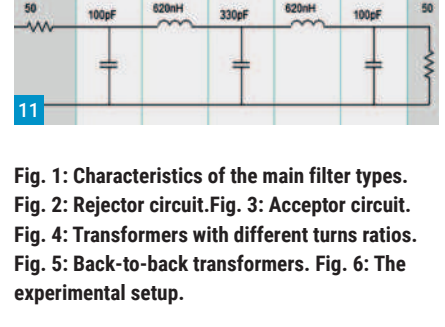 50 100pF 620nH 330pF 620nH 100pF 50
11
Fig. 1: Characteristics of the main filter types.
Fig. 2: Rejector circuit.Fig. 3: Acceptor circuit.
Fig. 4: Transformers with different turns ratios.
Fig. 5: Back-to-back transformers. Fig. 6: The
experimental setup.